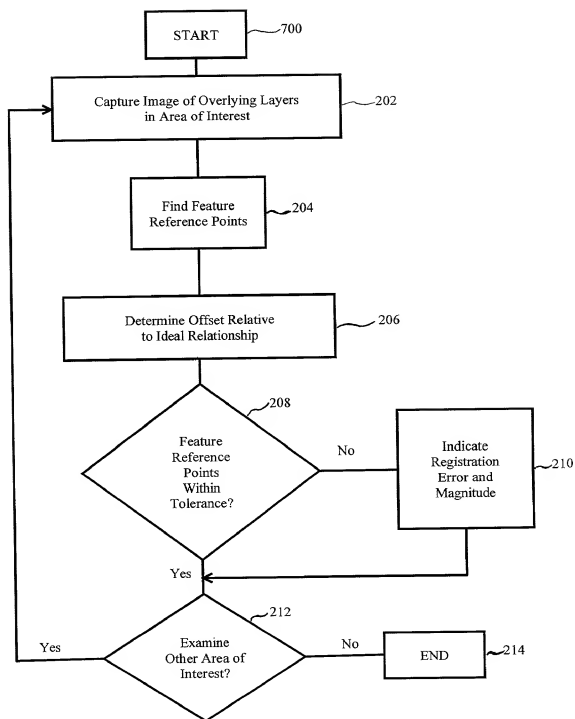 START
700
Capture Image of Overlying Layers
in Area of Interest
202
Find Feature
Reference Points
204
Determine Offset Relative
to Ideal Relationship
206
208
Feature
Reference
Points
Within
Tolerance?
No
Indicate
Registration
Error and
Magnitude
210
Yes
212
Examine
Other Area of
Interest?
Yes
No
END
214